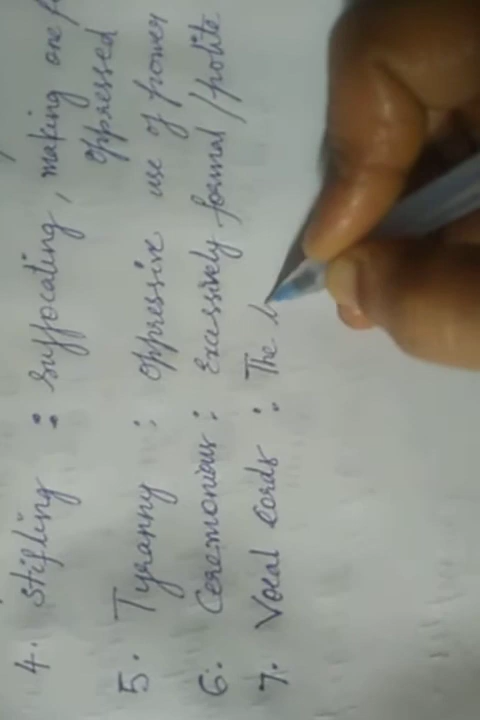 4. Stifling : Suffocating, making one
oppressed
5. Tyranny : oppressive use of power
6. Ceremonious : Excessively formal / polite
7. Vocal Cords : The